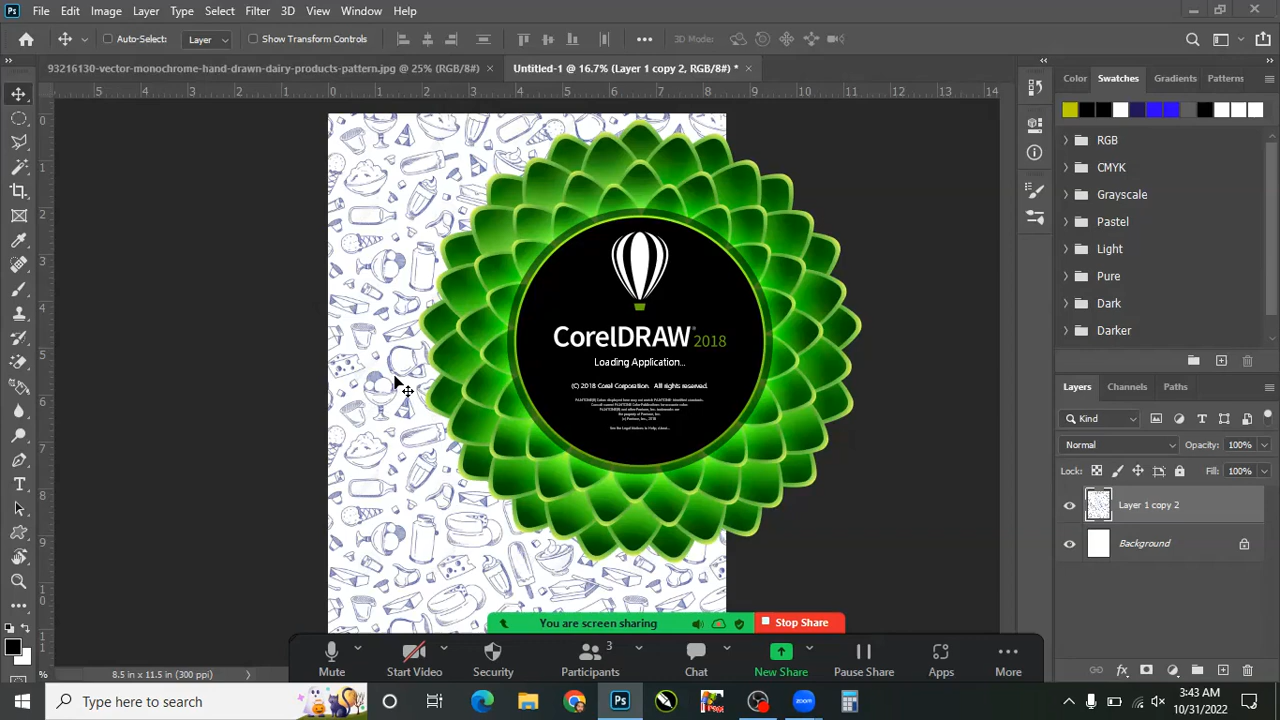 Ps File Edit Image Layer Type Select Filter 3D View Window Help
Auto-Select: Layer Show Transform Controls 3D Mode:
93216130-vector-monochrome-hand-drawn-dairy-products-pattern.jpg @ 25% (RGB/8#) × Untitled-1 @ 16.7% (Layer 1 copy 2, RGB/8#) * ×
Color Swatches Gradients Patterns
RGB
CMYK
Grayscale
Pastel
Light
Pure
Dark
Darker
CorelDRAW 2018
Loading Application...
(C) 2018 Corel Corporation. All rights reserved.
Layers Channels Paths
Kind
Normal Opacity: 100%
Lock: Fill: 100%
Layer 1 copy 2
Background
You are screen sharing Stop Share
Mute Start Video Security Participants 3 Chat New Share Pause Share Apps More
% 8.5 in x 11.5 in (300 ppi)
Type here to search
zoom
3:43 AM
10/31/2022